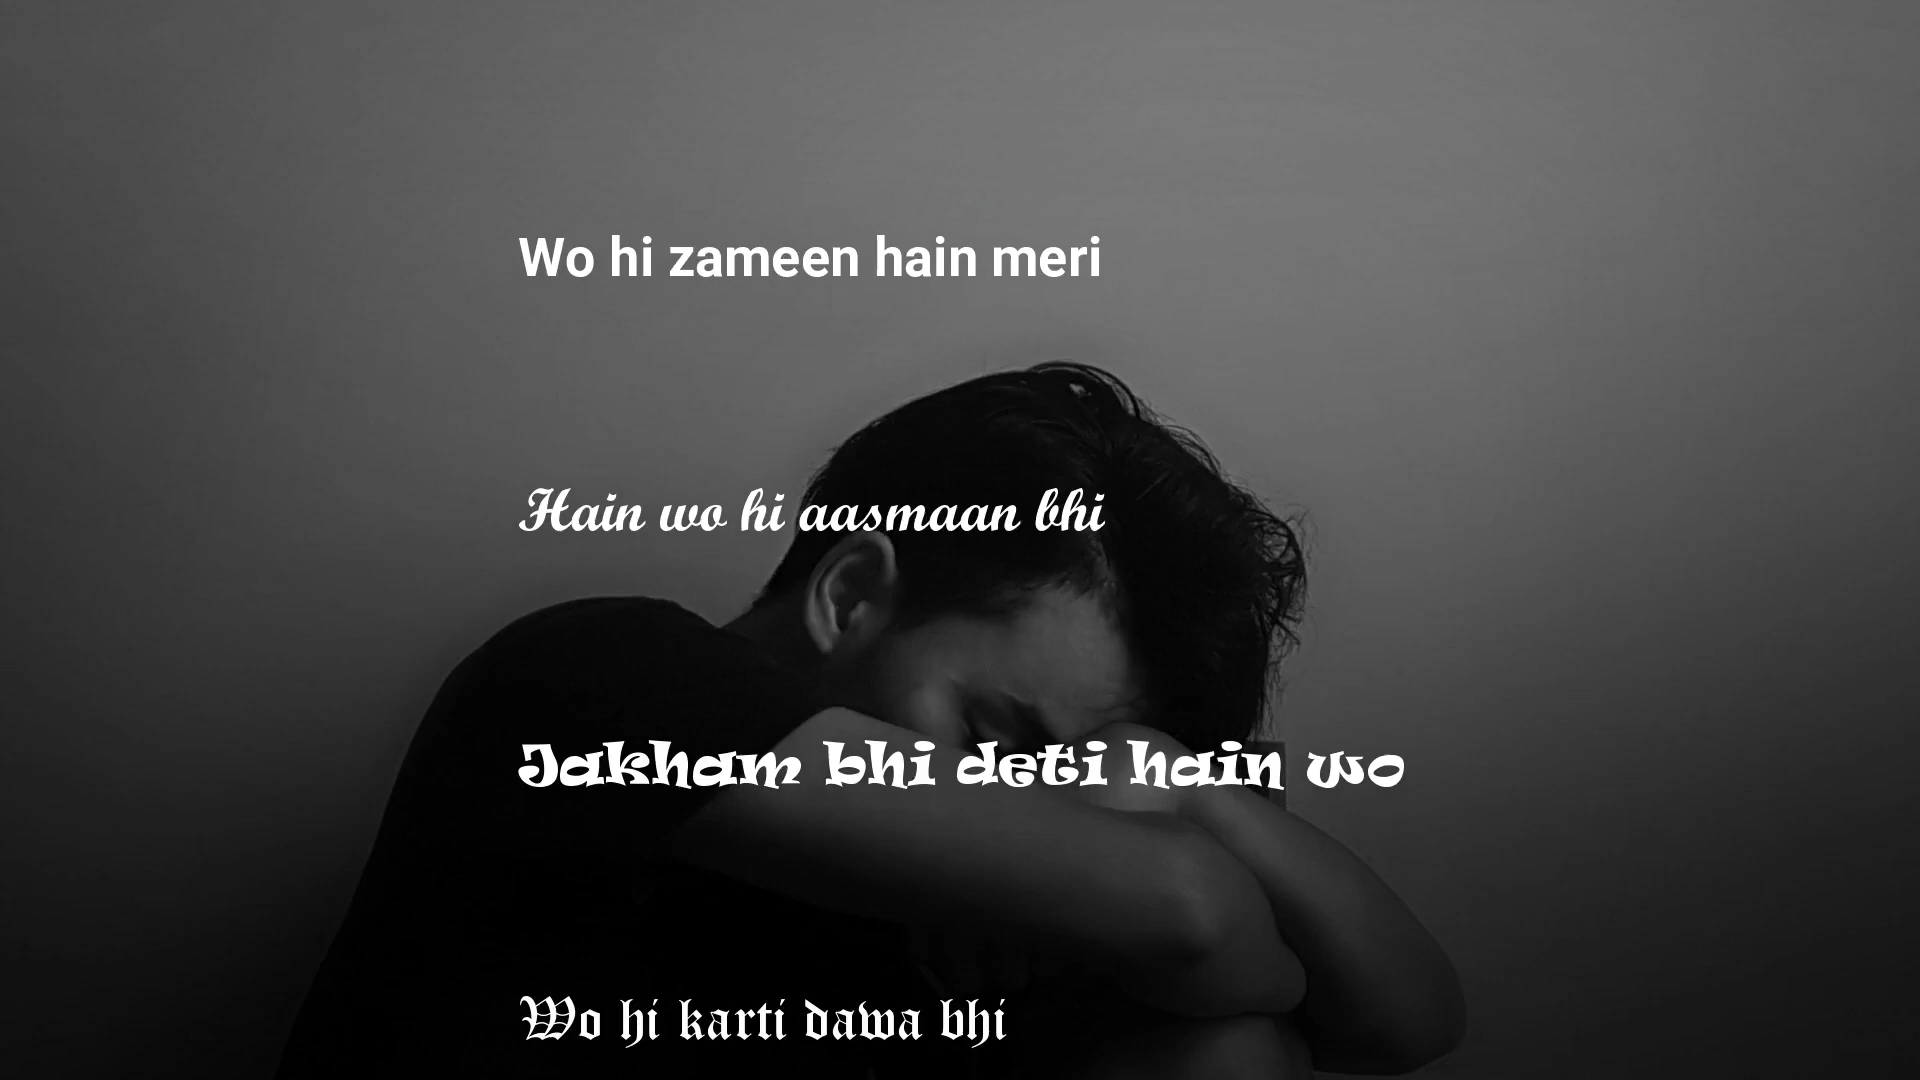 Wo hi zameen hain meri
Hain wo hi aasmaan bhi
Jakham bhi deti hain wo
Wo hi karti dawa bhi